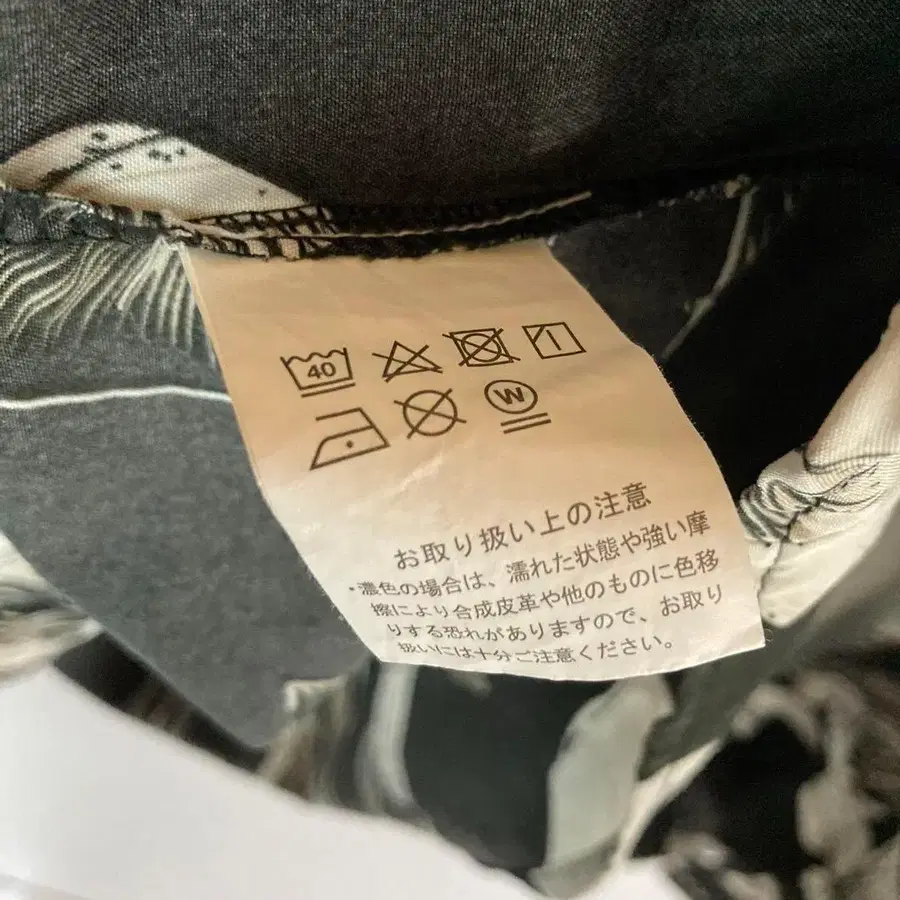 40
W
お取り扱い上の注意
・濃色の場合は、濡れた状態や強い摩
擦により合成皮革や他のものに色移
りする恐れがありますので、お取り
扱いには十分ご注意ください。